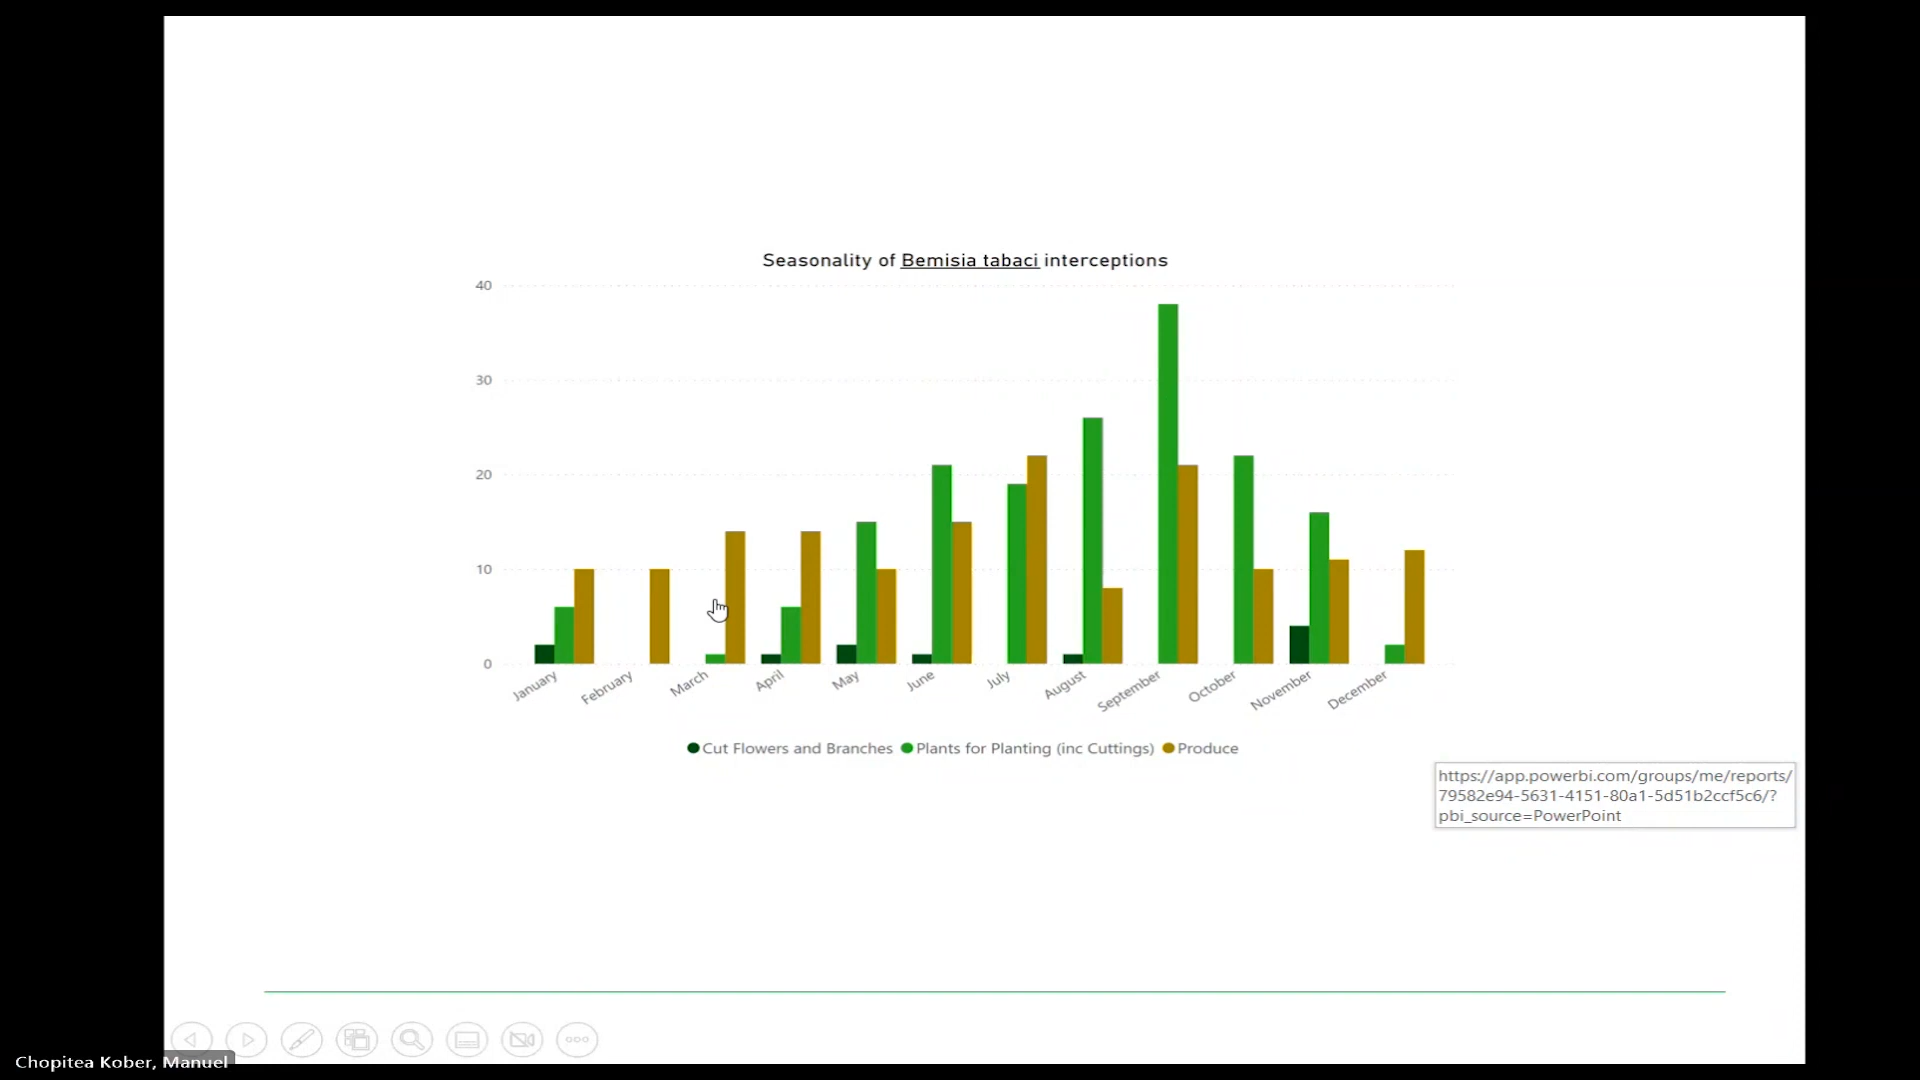 Seasonality of Bemisia tabaci interceptions
40
30
20
10
0
January
February
March
April
May
June
July
August
September
October
November
December
Cut Flowers and Branches Plants for Planting (inc Cuttings) Produce
https://app.powerbi.com/groups/me/reports/
79582e94-5631-4151-80a1-5d51b2ccf5c6/?
pbi_source=PowerPoint
Chopitea Kober, Manuel